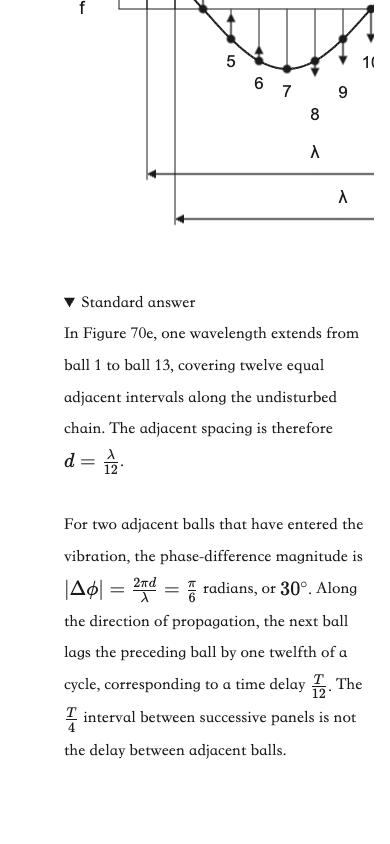 f
5
6
7
8
9
10
λ
λ
▼ Standard answer
In Figure 70e, one wavelength extends from
ball 1 to ball 13, covering twelve equal
adjacent intervals along the undisturbed
chain. The adjacent spacing is therefore
d = λ/12.
For two adjacent balls that have entered the
vibration, the phase-difference magnitude is
|Δϕ| = 2πd/λ = π/6 radians, or 30°. Along
the direction of propagation, the next ball
lags the preceding ball by one twelfth of a
cycle, corresponding to a time delay T/12. The
T/4 interval between successive panels is not
the delay between adjacent balls.